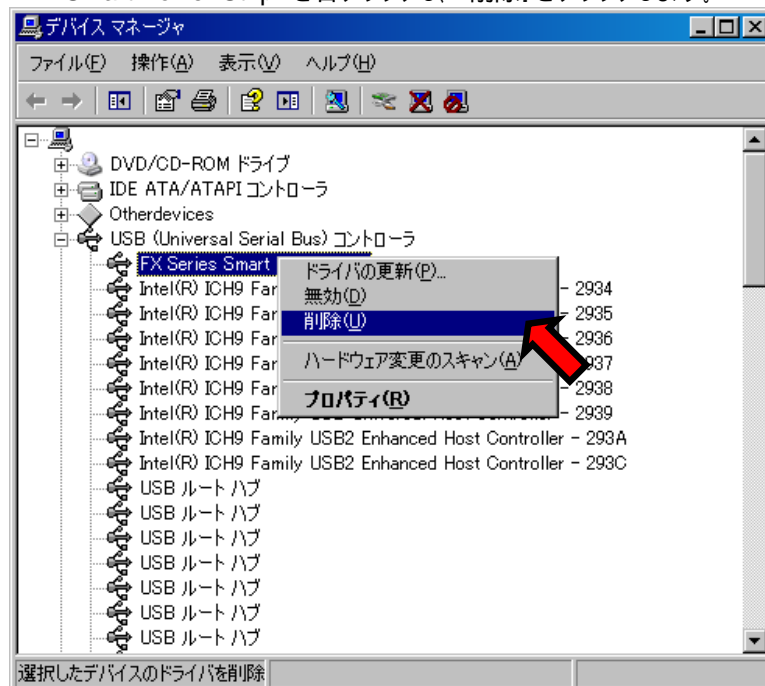 デバイス マネージャ
ファイル(F) 操作(A) 表示(V) ヘルプ(H)
DVD/CD-ROM ドライブ
IDE ATA/ATAPI コントローラ
Otherdevices
USB (Universal Serial Bus) コントローラ
FX Series Smart
ドライバの更新(P)...
Intel(R) ICH9 Far - 2934
無効(D)
Intel(R) ICH9 Far - 2935
削除(U)
Intel(R) ICH9 Far - 2936
Intel(R) ICH9 Far 2937
ハードウェア変更のスキャン(A)
Intel(R) ICH9 Far - 2938
プロパティ(R)
Intel(R) ICH9 Far - 2939
Intel(R) ICH9 Family USB2 Enhanced Host Controller - 293A
Intel(R) ICH9 Family USB2 Enhanced Host Controller - 293C
USB ルート ハブ
USB ルート ハブ
USB ルート ハブ
USB ルート ハブ
USB ルート ハブ
USB ルート ハブ
USB ルート ハブ
選択したデバイスのドライバを削除